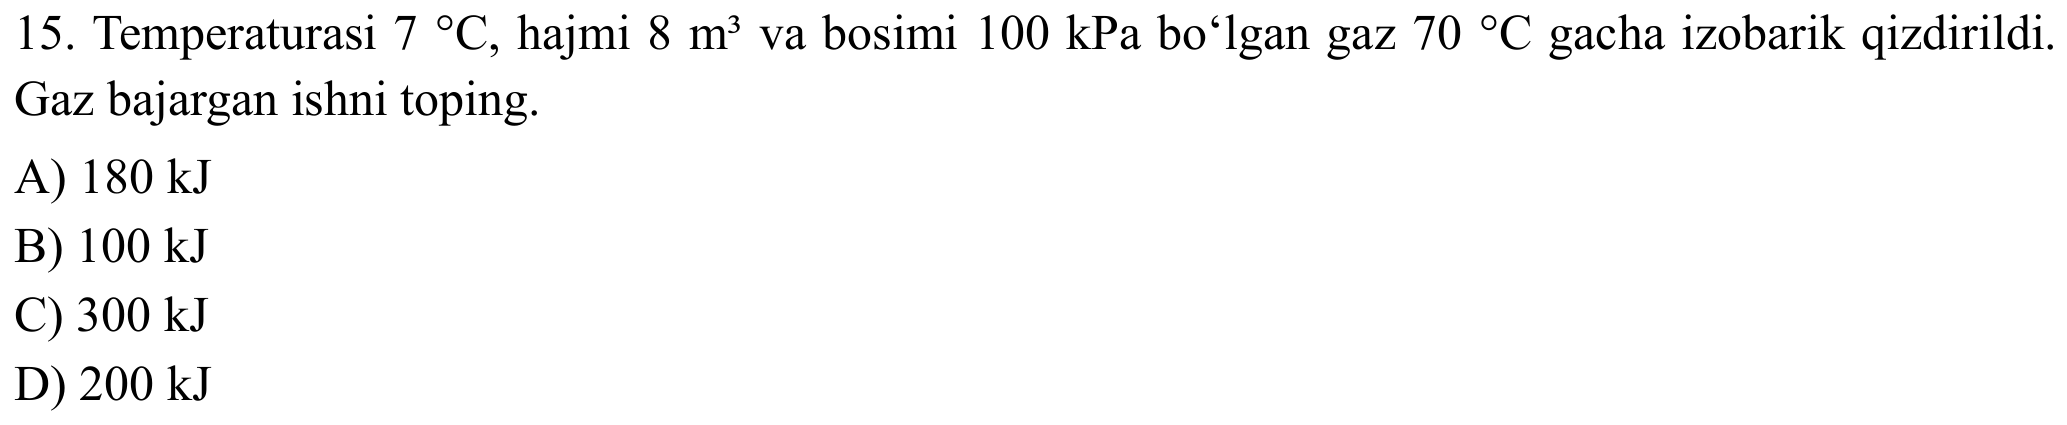 15. Temperaturasi 7 °C, hajmi 8 m³ va bosimi 100 kPa bo‘lgan gaz 70 °C gacha izobarik qizdirildi.
Gaz bajargan ishni toping.
A) 180 kJ
B) 100 kJ
C) 300 kJ
D) 200 kJ